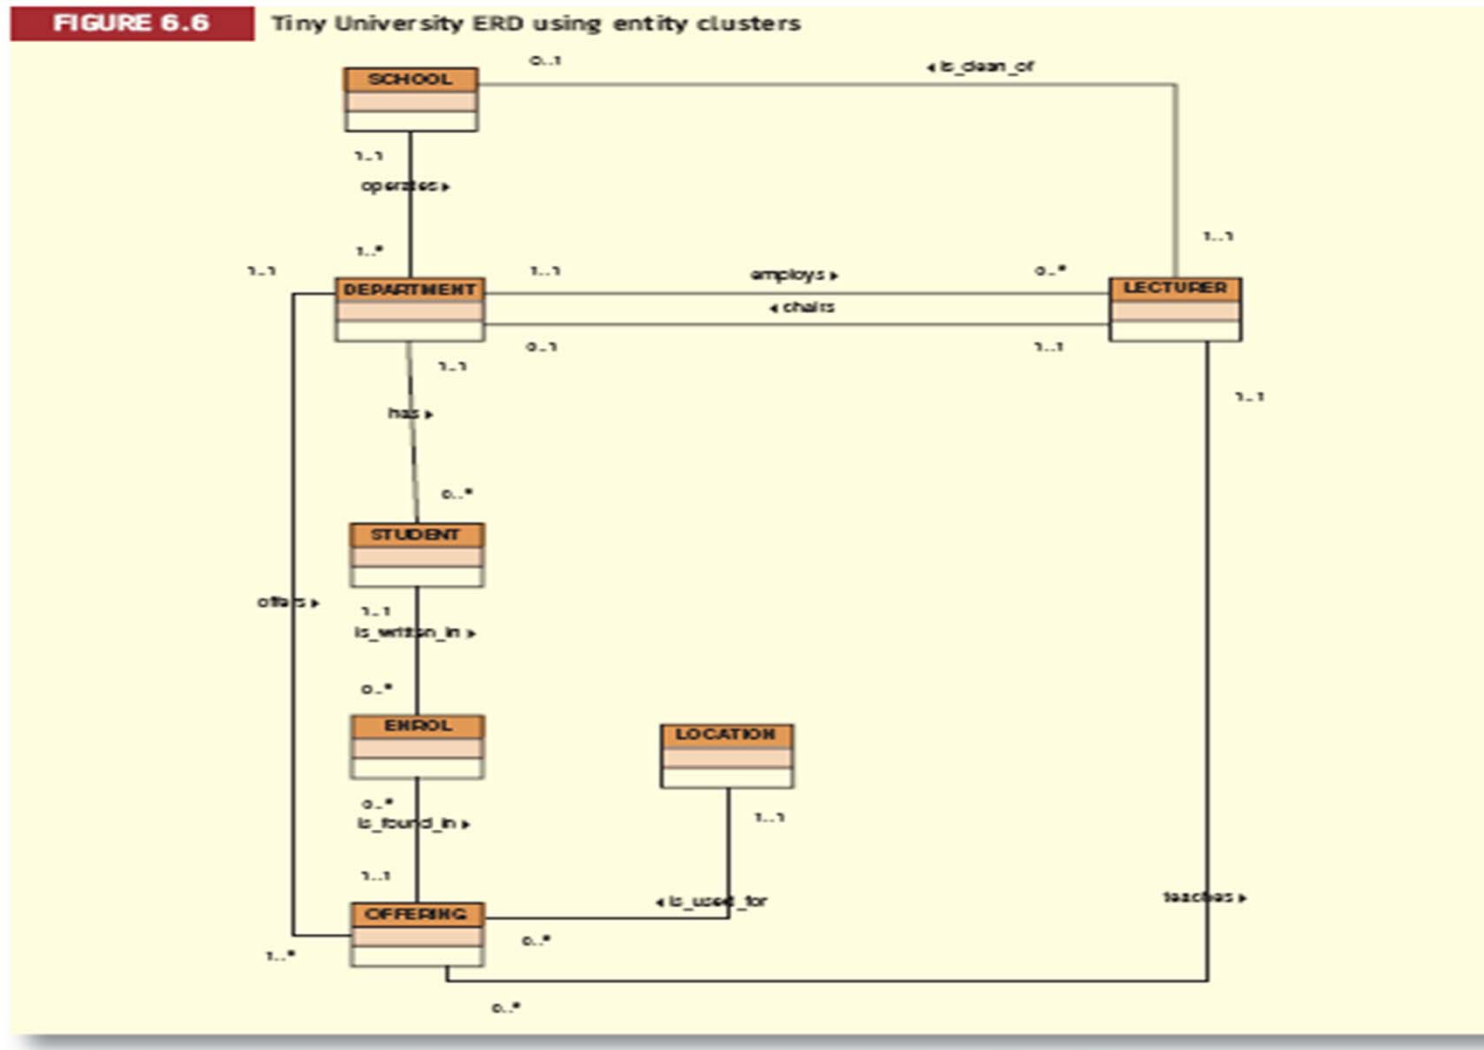 FIGURE 6.6 Tiny University ERD using entity clusters
0..1
◂ is_dean_of
SCHOOL
1..1
operates ▸
1..1
1..*
1..1
1..1
employs ▸
0..*
DEPARTMENT
LECTURER
◂ chairs
0..1
1..1
1..1
1..1
has ▸
0..*
STUDENT
offers ▸
1..1
is_written_in ▸
0..*
ENROL
LOCATION
0..*
1..1
is_found_in ▸
1..1
◂ is_used_for
teaches ▸
OFFERING
0..*
1..*
0..*